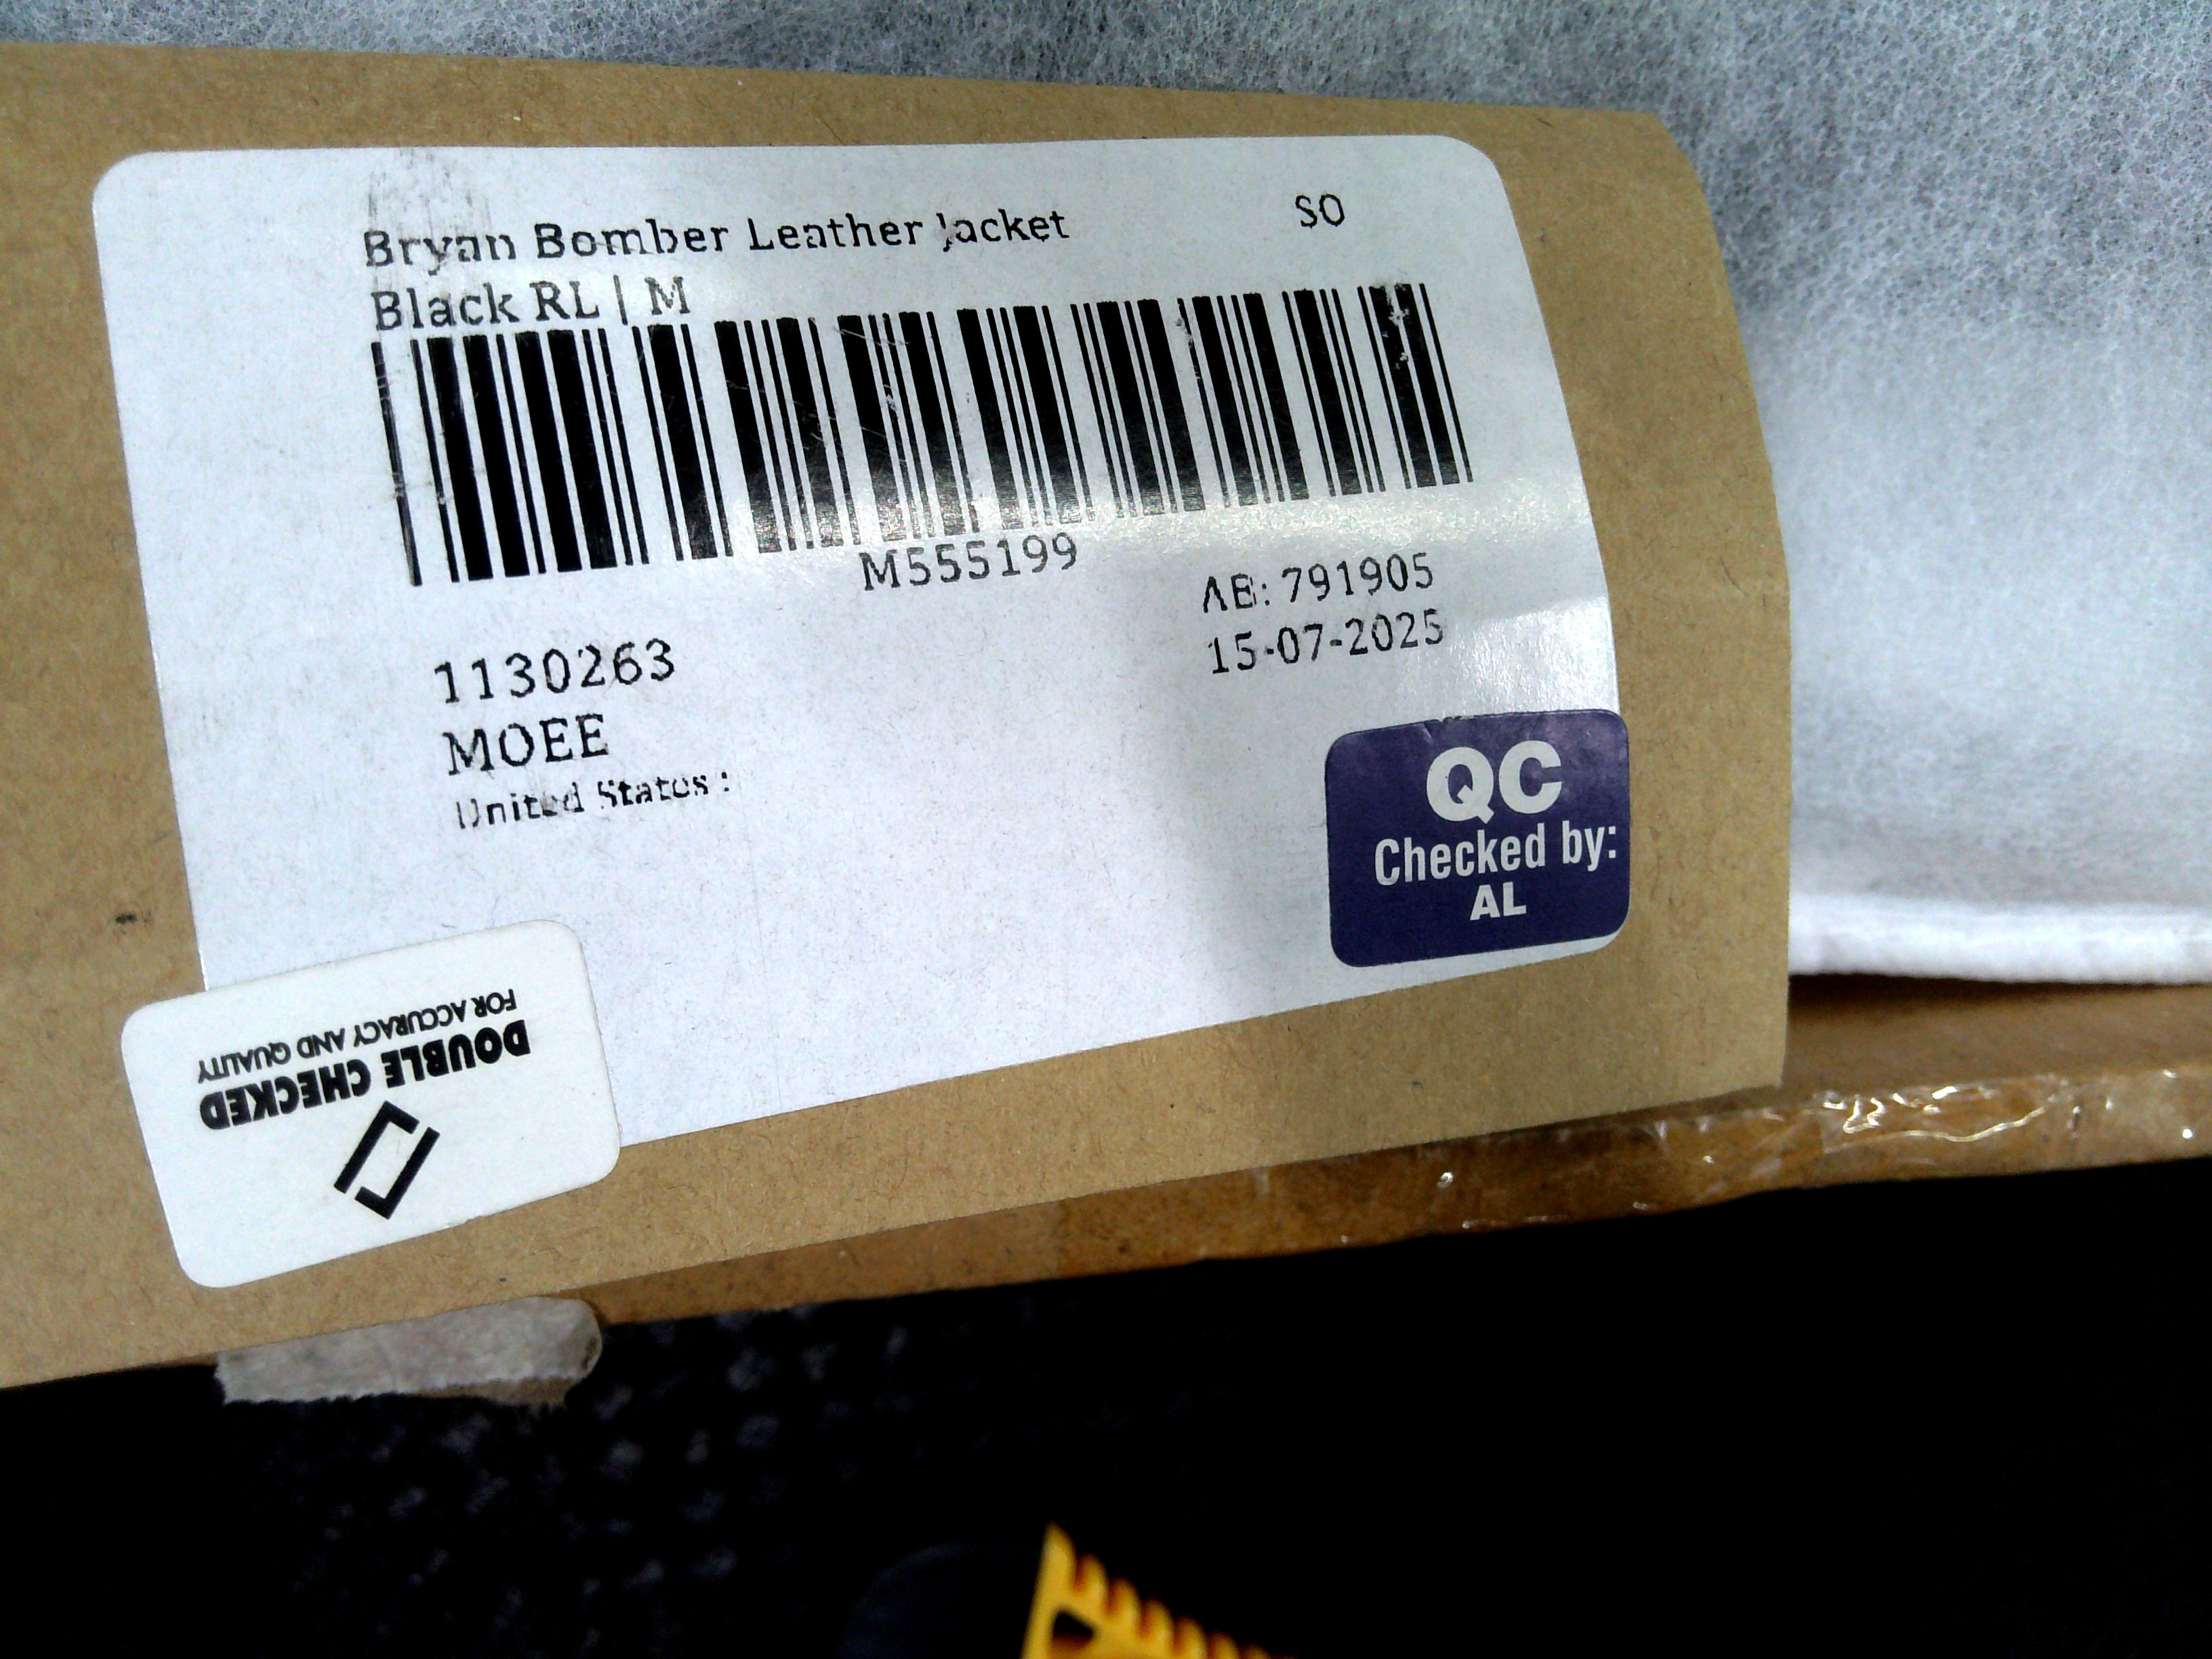 Bryan Bomber Leather Jacket
SO
Black RL | M
M555199
AB: 791905
15-07-2025
1130263
MOEE
United States :
QC
Checked by:
AL
DOUBLE CHECKED
FOR ACCURACY AND QUALITY